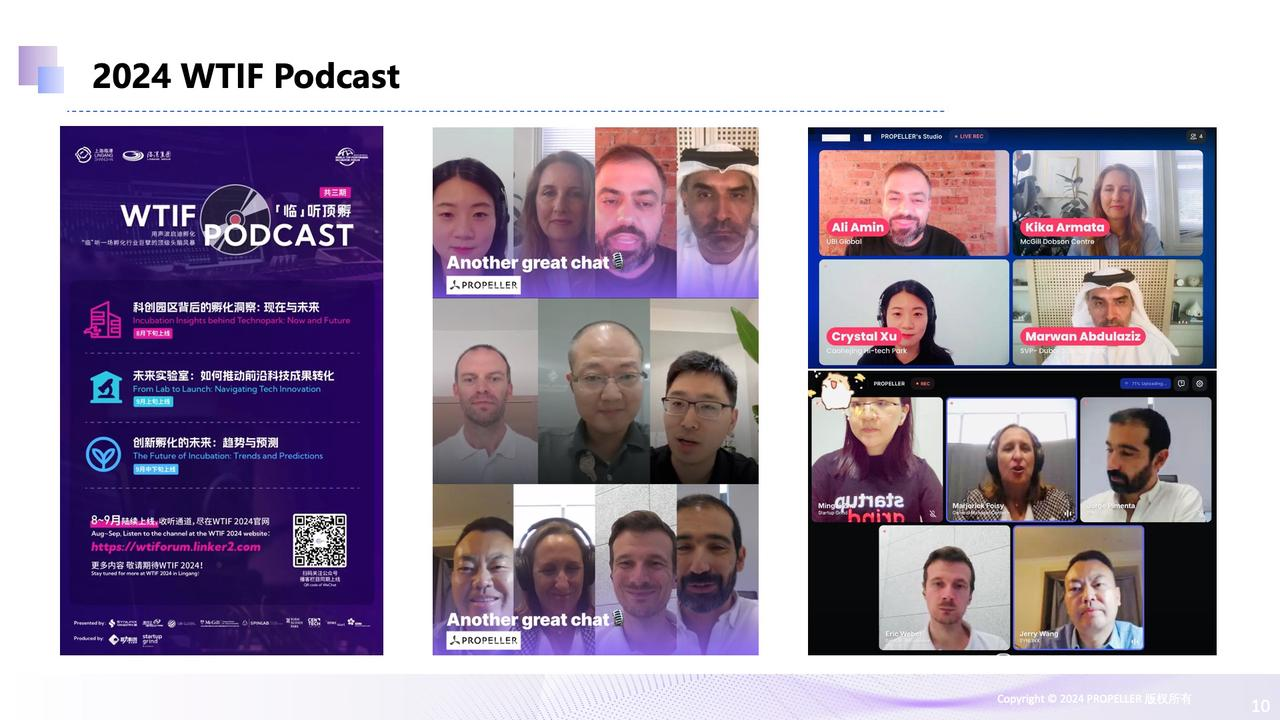 2024 WTIF Podcast
上海临港
LINGANG
SHANGHAI
共三期
WTIF
「临」听顶孵
用声波启迪孵化
“临”听一场孵化行业巨擘的顶级头脑风暴
PODCAST
科创园区背后的孵化洞察：现在与未来
Incubation Insights behind Technopark: Now and Future
8月下旬上线
未来实验室：如何推动前沿科技成果转化
From Lab to Launch: Navigating Tech Innovation
9月上旬上线
创新孵化的未来：趋势与预测
The Future of Incubation: Trends and Predictions
9月中下旬上线
8~9月陆续上线，收听通道，尽在WTIF 2024官网
Aug~Sep, Listen to the channel at the WTIF 2024 website:
https://wtiforum.linker2.com
更多内容 敬请期待WTIF 2024!
Stay tuned for more at WTIF 2024 in Lingang!
扫码关注公众号
播客栏目同期上线
QR code of WeChat
Presented by:
McGill
SPINLAB
Produced by:
startup
grind
Another great chat
PROPELLER
Another great chat
PROPELLER
PROPELLER's Studio
LIVE REC
4
Ali Amin
UBI Global
Kika Armata
McGill Dobson Centre
Crystal Xu
Caohejing Hi-tech Park
Marwan Abdulaziz
SVP- Dubai
PROPELLER
REC
71% Uploading...
startup
grind
Startup Grind
Marjolijek Foisy
Pimenta
Eric Weber
Jerry Wang
Copyright © 2024 PROPELLER 版权所有
10